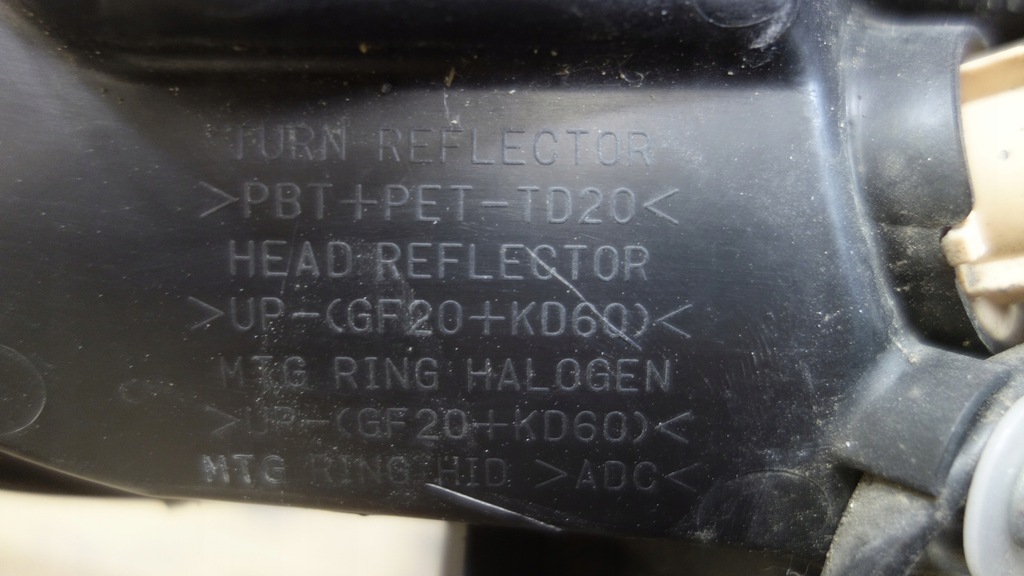 TURN REFLECTOR
>PBT+PET-TD20<
HEAD REFLECTOR
>UP-(GF20+KD60)<
MTG RING HALOGEN
>UP-(GF20+KD60)<
MTG RING HID >ADC<